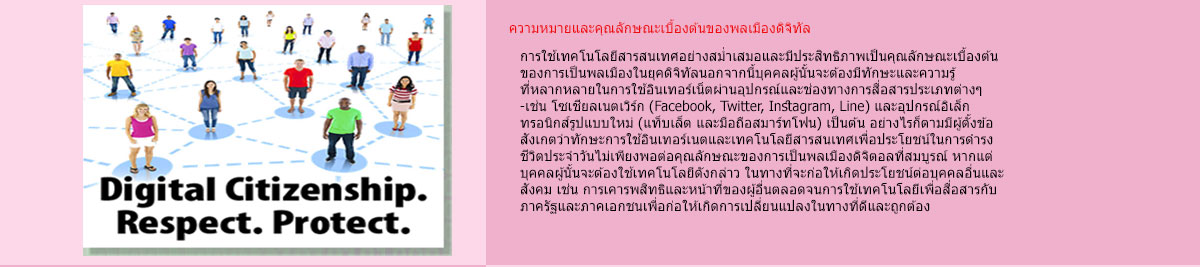 Digital Citizenship.
Respect. Protect.
ความหมายและคุณลักษณะเบื้องต้นของพลเมืองดิจิทัล
การใช้เทคโนโลยีสารสนเทศอย่างสม่ำเสมอและมีประสิทธิภาพเป็นคุณลักษณะเบื้องต้น
ของการเป็นพลเมืองในยุคดิจิทัลนอกจากนี้บุคคลผู้นั้นจะต้องมีทักษะและความรู้
ที่หลากหลายในการใช้อินเทอร์เน็ตผ่านอุปกรณ์และช่องทางการสื่อสารประเภทต่างๆ
-เช่น โซเชียลเนตเวิร์ก (Facebook, Twitter, Instagram, Line) และอุปกรณ์อิเล็ก
ทรอนิกส์รูปแบบใหม่ (แท็บเล็ต และมือถือสมาร์ทโฟน) เป็นต้น อย่างไรก็ตามมีผู้ตั้งข้อ
สังเกตว่าทักษะการใช้อินเทอร์เนตและเทคโนโลยีสารสนเทศเพื่อประโยชน์ในการดำรง
ชีวิตประจำวันไม่เพียงพอต่อคุณลักษณะของการเป็นพลเมืองดิจิตอลที่สมบูรณ์ หากแต่
บุคคลผู้นั้นจะต้องใช้เทคโนโลยีดังกล่าว ในทางที่จะก่อให้เกิดประโยชน์ต่อบุคคลอื่นและ
สังคม เช่น การเคารพสิทธิและหน้าที่ของผู้อื่นตลอดจนการใช้เทคโนโลยีเพื่อสื่อสารกับ
ภาครัฐและภาคเอกชนเพื่อก่อให้เกิดการเปลี่ยนแปลงในทางที่ดีและถูกต้อง